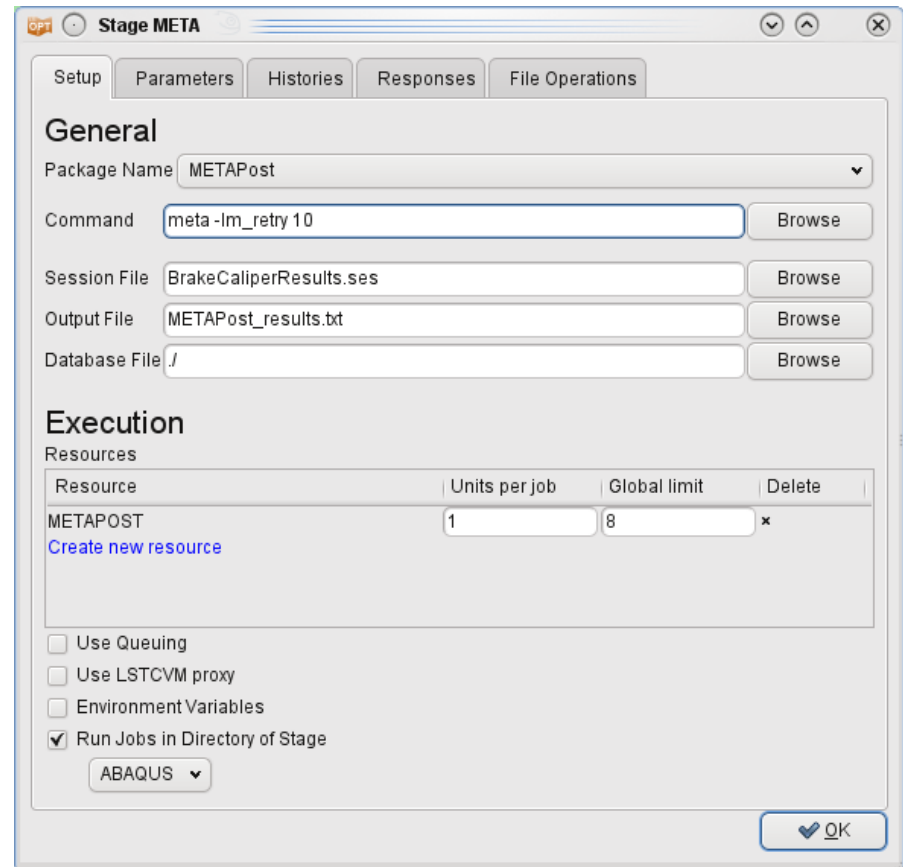 OPT Stage META
Setup Parameters Histories Responses File Operations
General
Package Name METAPost
Command meta -lm_retry 10 Browse
Session File BrakeCaliperResults.ses Browse
Output File METAPost_results.txt Browse
Database File ./ Browse
Execution
Resources
Resource Units per job Global limit Delete
METAPOST 1 8 ×
Create new resource
Use Queuing
Use LSTCVM proxy
Environment Variables
Run Jobs in Directory of Stage
ABAQUS
OK